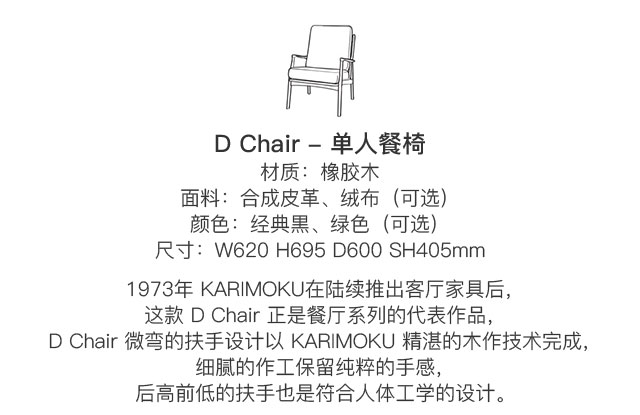 D Chair – 单人餐椅
材质：橡胶木
面料：合成皮革、绒布（可选）
颜色：经典黑、绿色（可选）
尺寸：W620 H695 D600 SH405mm
1973年 KARIMOKU在陆续推出客厅家具后，
这款 D Chair 正是餐厅系列的代表作品，
D Chair 微弯的扶手设计以 KARIMOKU 精湛的木作技术完成，
细腻的作工保留纯粹的手感，
后高前低的扶手也是符合人体工学的设计。